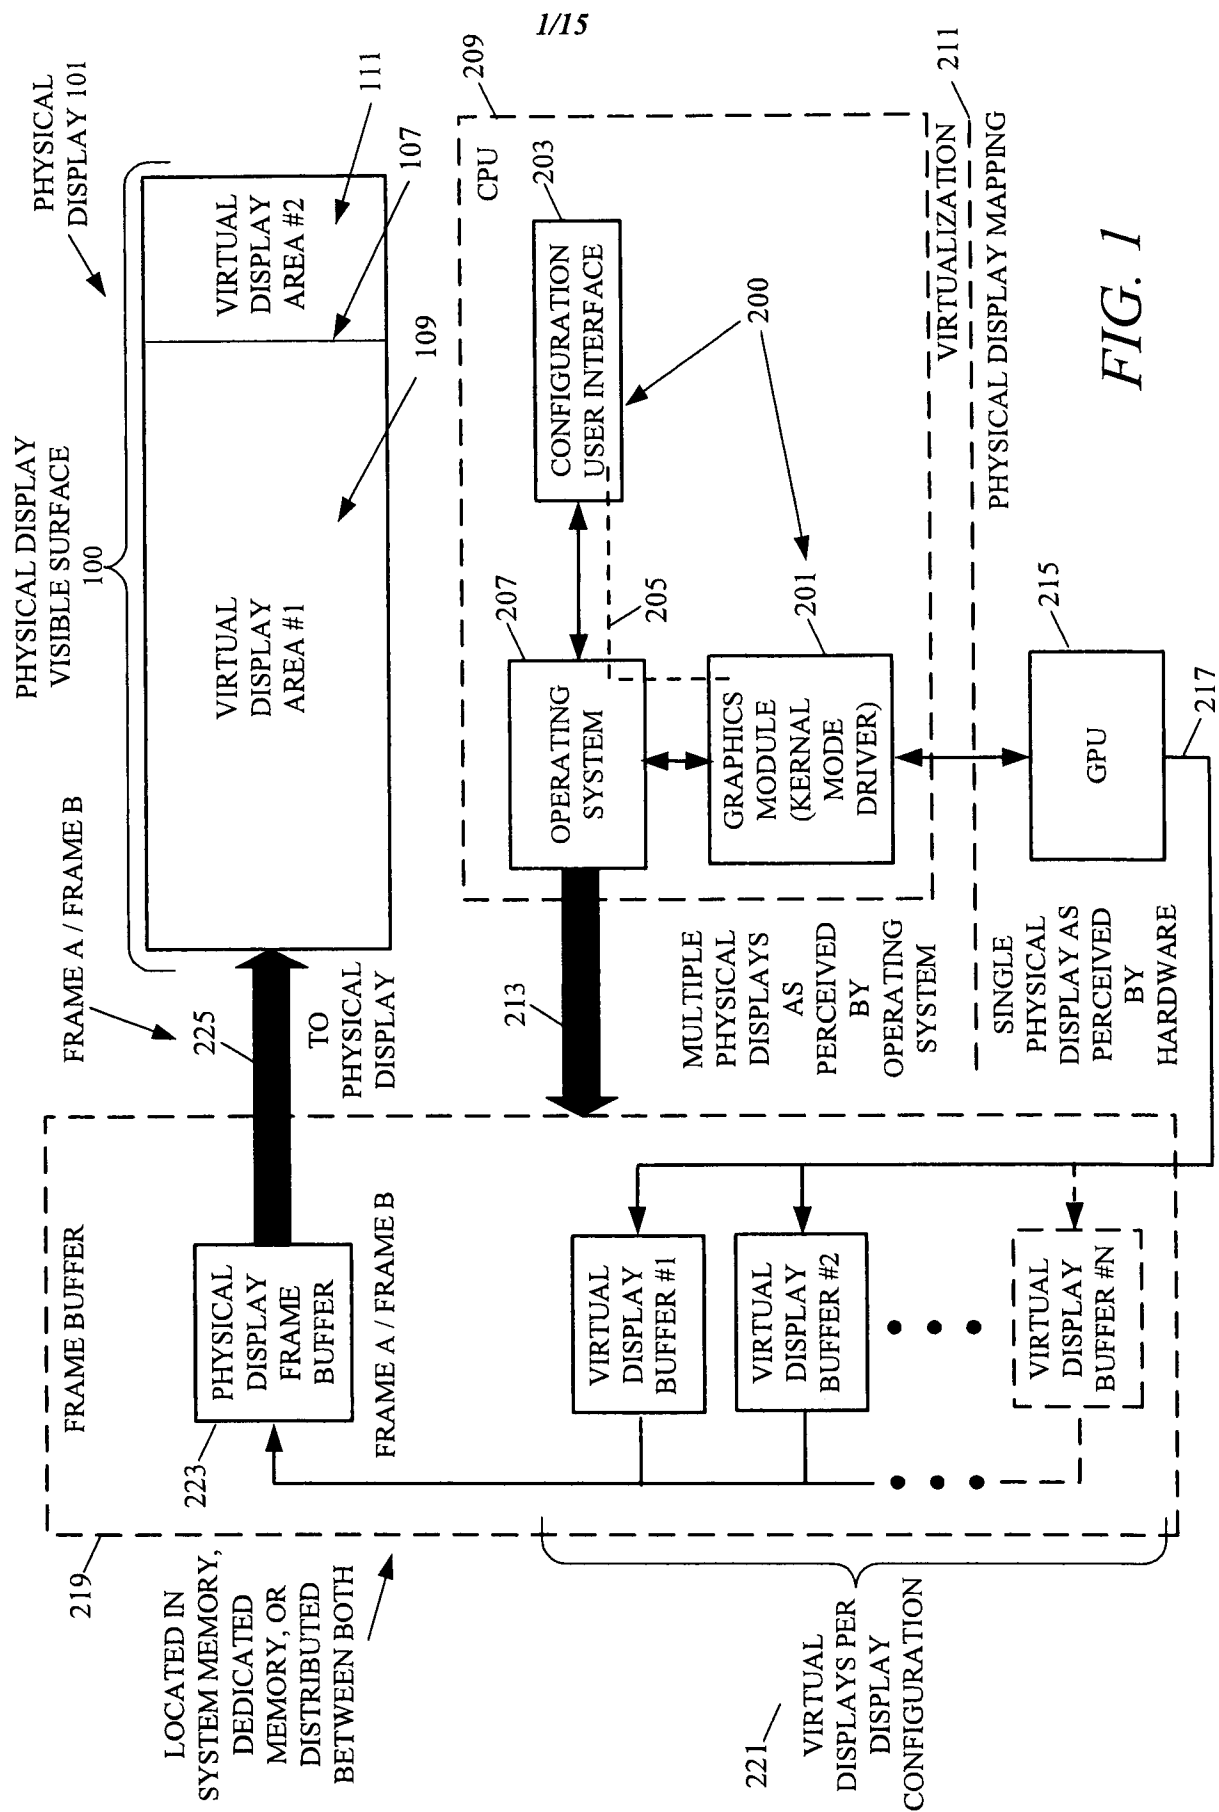 1/15
PHYSICAL
DISPLAY 101
PHYSICAL DISPLAY
VISIBLE SURFACE
100
VIRTUAL
DISPLAY
AREA #1
VIRTUAL
DISPLAY
AREA #2
111
107
109
FRAME A / FRAME B
225
TO
PHYSICAL
DISPLAY
FRAME BUFFER
PHYSICAL
DISPLAY
FRAME
BUFFER
223
FRAME A / FRAME B
219
LOCATED IN
SYSTEM MEMORY,
DEDICATED
MEMORY, OR
DISTRIBUTED
BETWEEN BOTH
209
CPU
203
CONFIGURATION
USER INTERFACE
200
207
OPERATING
SYSTEM
205
201
GRAPHICS
MODULE
(KERNAL
MODE
DRIVER)
213
MULTIPLE
PHYSICAL
DISPLAYS
AS
PERCEIVED
BY
OPERATING
SYSTEM
VIRTUALIZATION
211
PHYSICAL DISPLAY MAPPING
SINGLE
PHYSICAL
DISPLAY AS
PERCEIVED
BY
HARDWARE
215
GPU
217
VIRTUAL
DISPLAY
BUFFER #1
VIRTUAL
DISPLAY
BUFFER #2
VIRTUAL
DISPLAY
BUFFER #N
221
VIRTUAL
DISPLAYS PER
DISPLAY
CONFIGURATION
FIG. 1